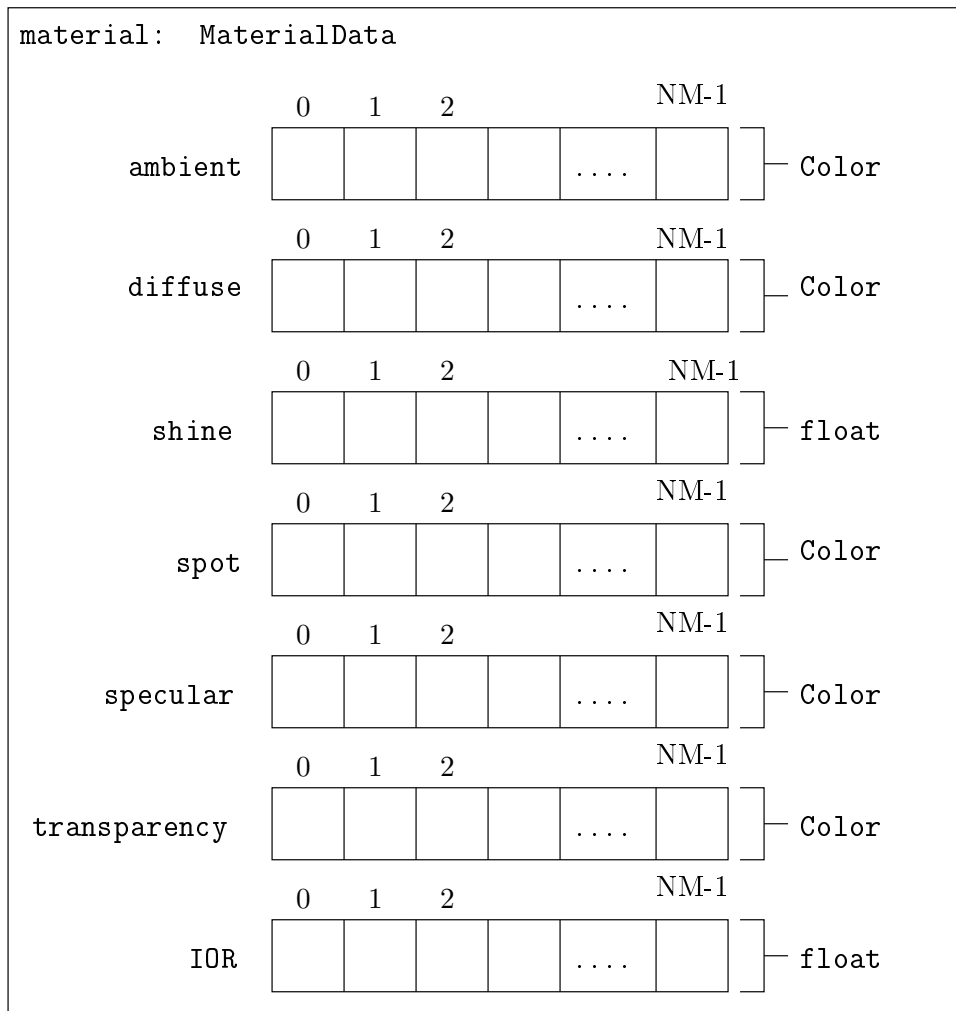 material: MaterialData
0 1 2 NM-1
ambient .... Color
0 1 2 NM-1
diffuse .... Color
0 1 2 NM-1
shine .... float
0 1 2 NM-1
spot .... Color
0 1 2 NM-1
specular .... Color
0 1 2 NM-1
transparency .... Color
0 1 2 NM-1
IOR .... float